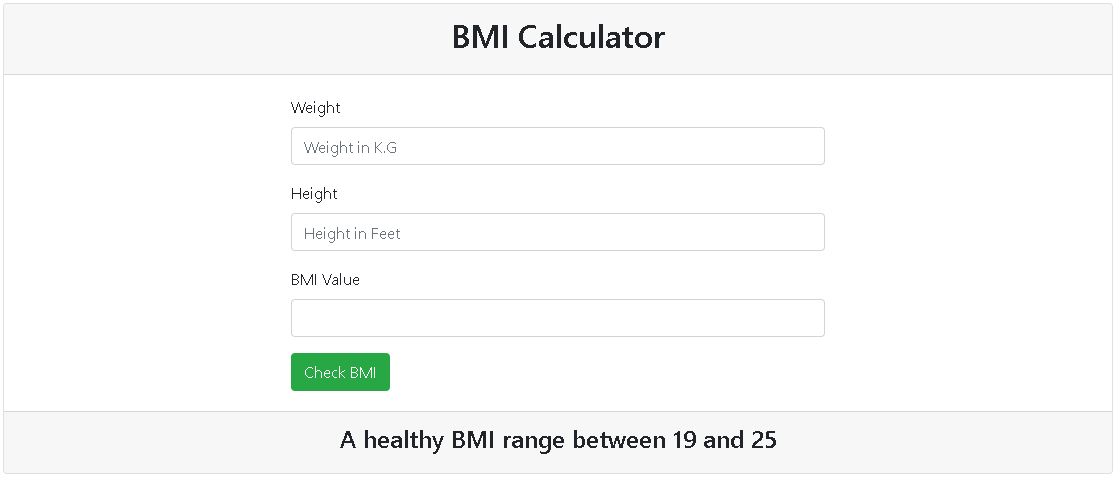 BMI Calculator
Weight
Weight in K.G
Height
Height in Feet
BMI Value
Check BMI
A healthy BMI range between 19 and 25